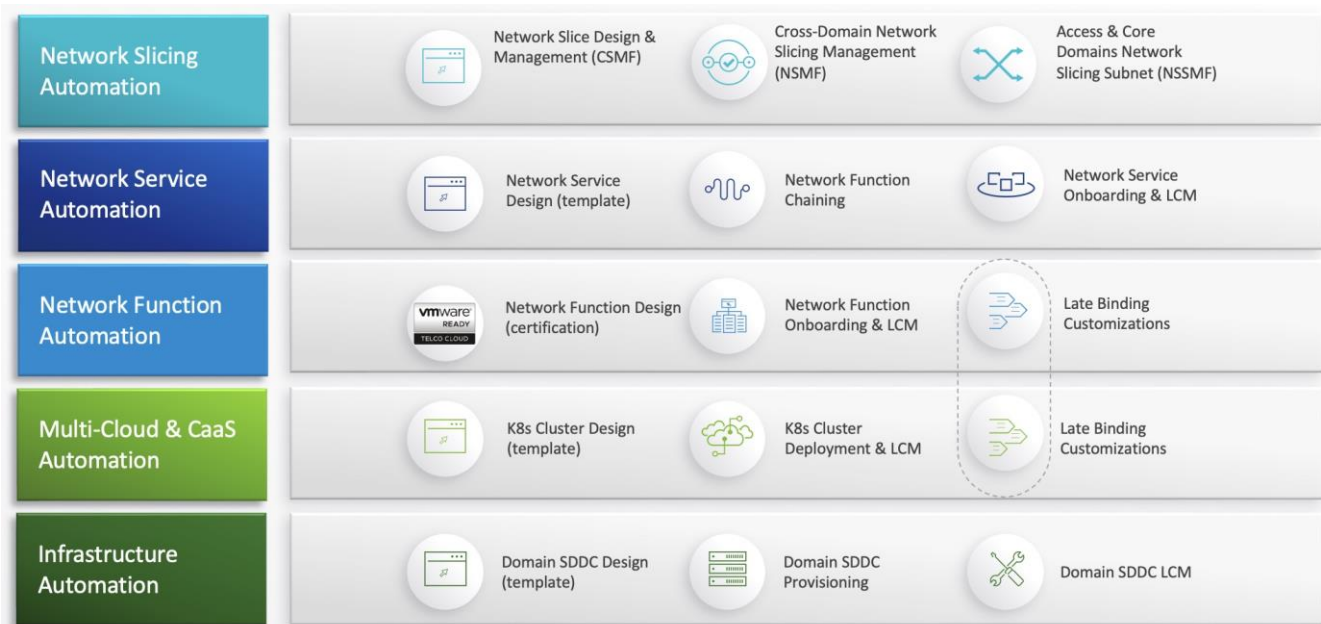 Network Slicing
Automation
Network Slice Design &
Management (CSMF)
Cross-Domain Network
Slicing Management
(NSMF)
Access & Core
Domains Network
Slicing Subnet (NSSMF)
Network Service
Automation
Network Service
Design (template)
Network Function
Chaining
Network Service
Onboarding & LCM
Network Function
Automation
vmware
READY
TELCO CLOUD
Network Function Design
(certification)
Network Function
Onboarding & LCM
Late Binding
Customizations
Multi-Cloud & CaaS
Automation
K8s Cluster Design
(template)
K8s Cluster
Deployment & LCM
Late Binding
Customizations
Infrastructure
Automation
Domain SDDC Design
(template)
Domain SDDC
Provisioning
Domain SDDC LCM